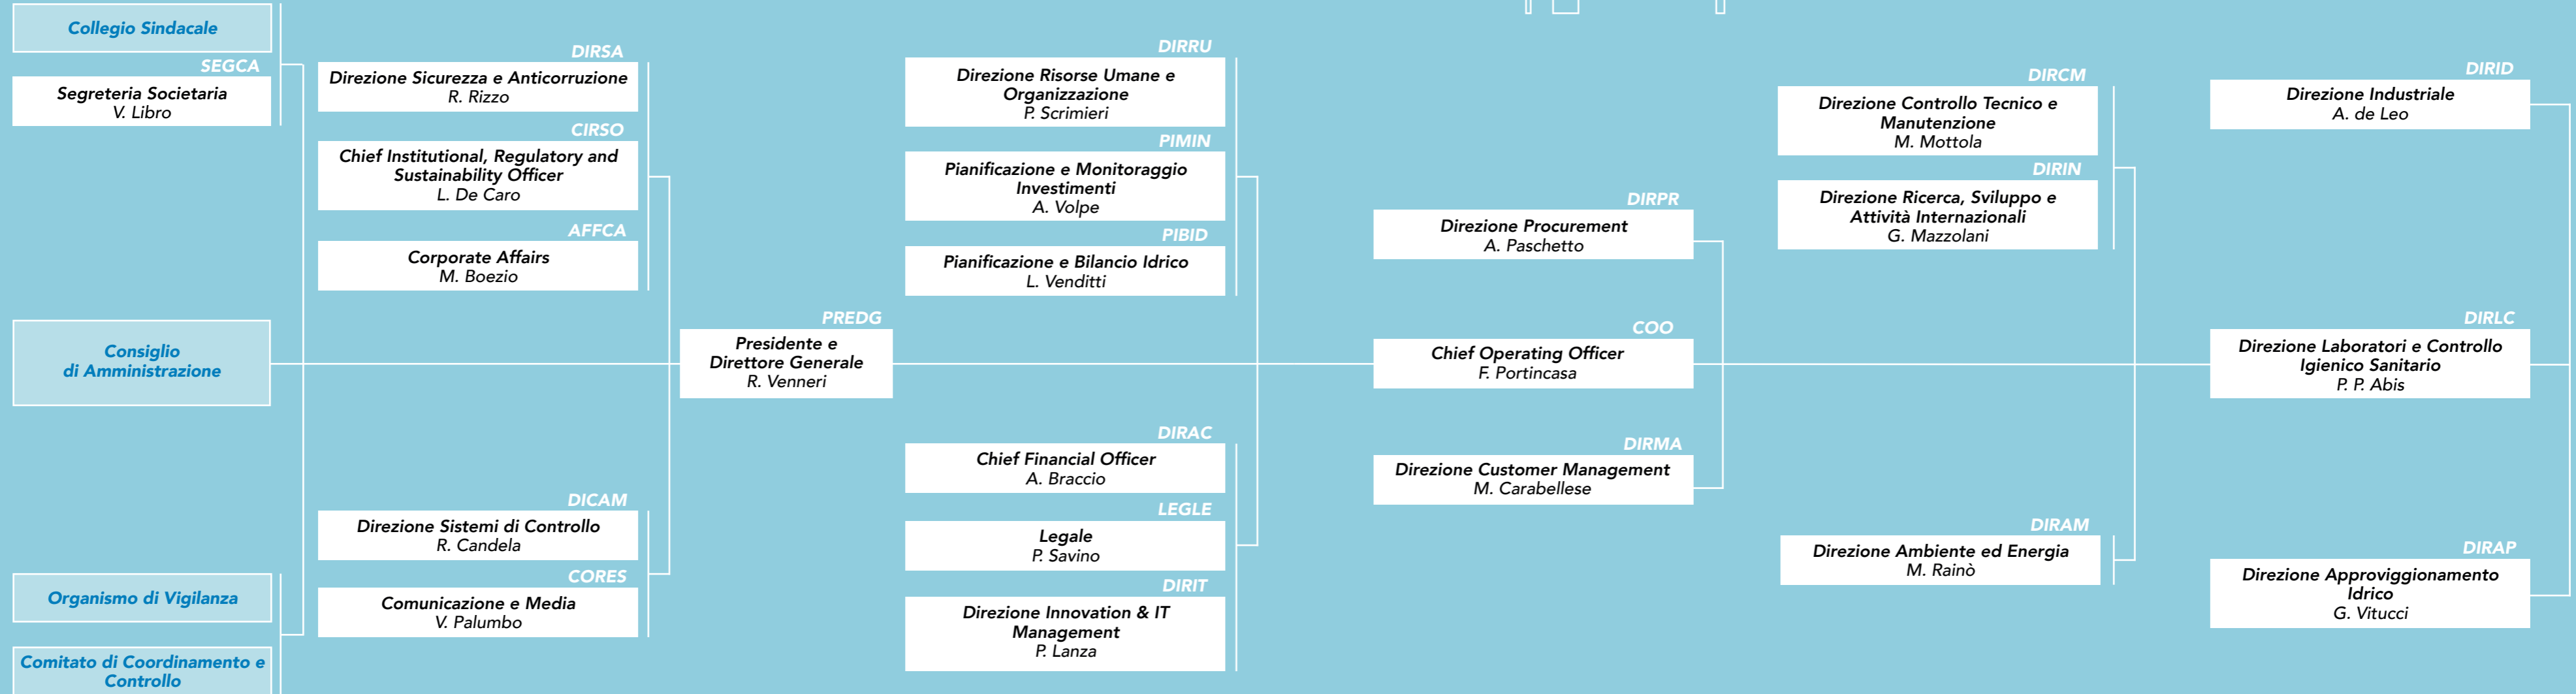 Collegio Sindacale
SEGCA
Segreteria Societaria
V. Libro
Consiglio
di Amministrazione
Organismo di Vigilanza
Comitato di Coordinamento e
Controllo
DIRSA
Direzione Sicurezza e Anticorruzione
R. Rizzo
CIRSO
Chief Institutional, Regulatory and
Sustainability Officer
L. De Caro
AFFCA
Corporate Affairs
M. Boezio
DICAM
Direzione Sistemi di Controllo
R. Candela
CORES
Comunicazione e Media
V. Palumbo
PREDG
Presidente e
Direttore Generale
R. Venneri
DIRRU
Direzione Risorse Umane e
Organizzazione
P. Scrimieri
PIMIN
Pianificazione e Monitoraggio
Investimenti
A. Volpe
PIBID
Pianificazione e Bilancio Idrico
L. Venditti
DIRAC
Chief Financial Officer
A. Braccio
LEGLE
Legale
P. Savino
DIRIT
Direzione Innovation & IT
Management
P. Lanza
DIRPR
Direzione Procurement
A. Paschetto
COO
Chief Operating Officer
F. Portincasa
DIRMA
Direzione Customer Management
M. Carabellese
DIRCM
Direzione Controllo Tecnico e
Manutenzione
M. Mottola
DIRIN
Direzione Ricerca, Sviluppo e
Attività Internazionali
G. Mazzolani
DIRAM
Direzione Ambiente ed Energia
M. Rainò
DIRID
Direzione Industriale
A. de Leo
DIRLC
Direzione Laboratori e Controllo
Igienico Sanitario
P. P. Abis
DIRAP
Direzione Approviggionamento
Idrico
G. Vitucci